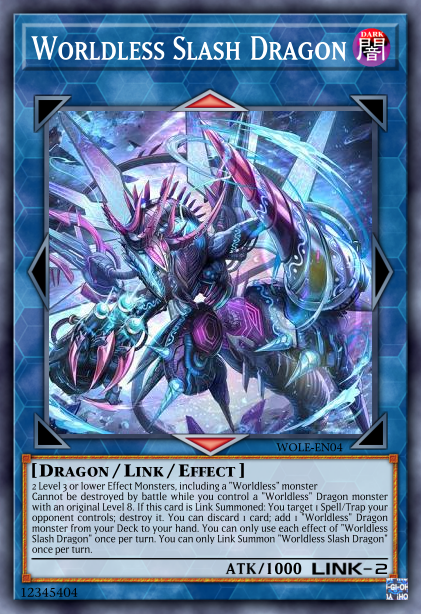 WORLDLESS SLASH DRAGON
DARK
闇
WOLE-EN04
[DRAGON / LINK / EFFECT]
2 Level 3 or lower Effect Monsters, including a "Worldless" monster
Cannot be destroyed by battle while you control a "Worldless" Dragon monster
with an original Level 8. If this card is Link Summoned: You target 1 Spell/Trap your
opponent controls; destroy it. You can discard 1 card; add 1 "Worldless" Dragon
monster from your Deck to your hand. You can only use each effect of "Worldless
Slash Dragon" once per turn. You can only Link Summon "Worldless Slash Dragon"
once per turn.
ATK/1000 LINK-2
12345404